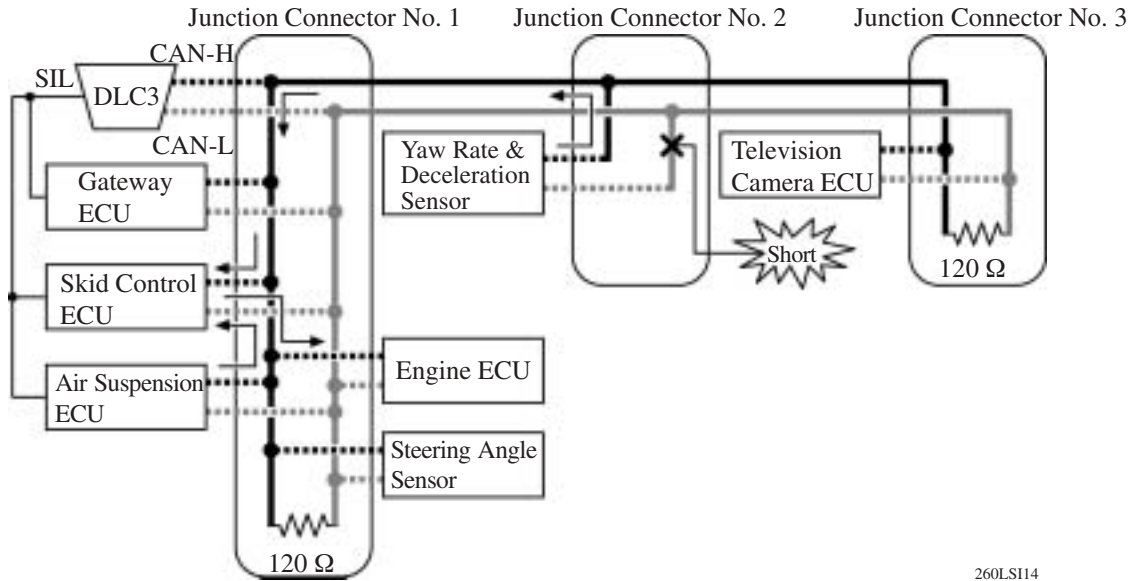 Junction Connector No. 1
Junction Connector No. 2
Junction Connector No. 3
CAN-H
SIL
DLC3
CAN-L
Gateway
ECU
Yaw Rate &
Deceleration
Sensor
Television
Camera ECU
Short
120 Ω
Skid Control
ECU
Engine ECU
Air Suspension
ECU
Steering Angle
Sensor
120 Ω
260LSI14